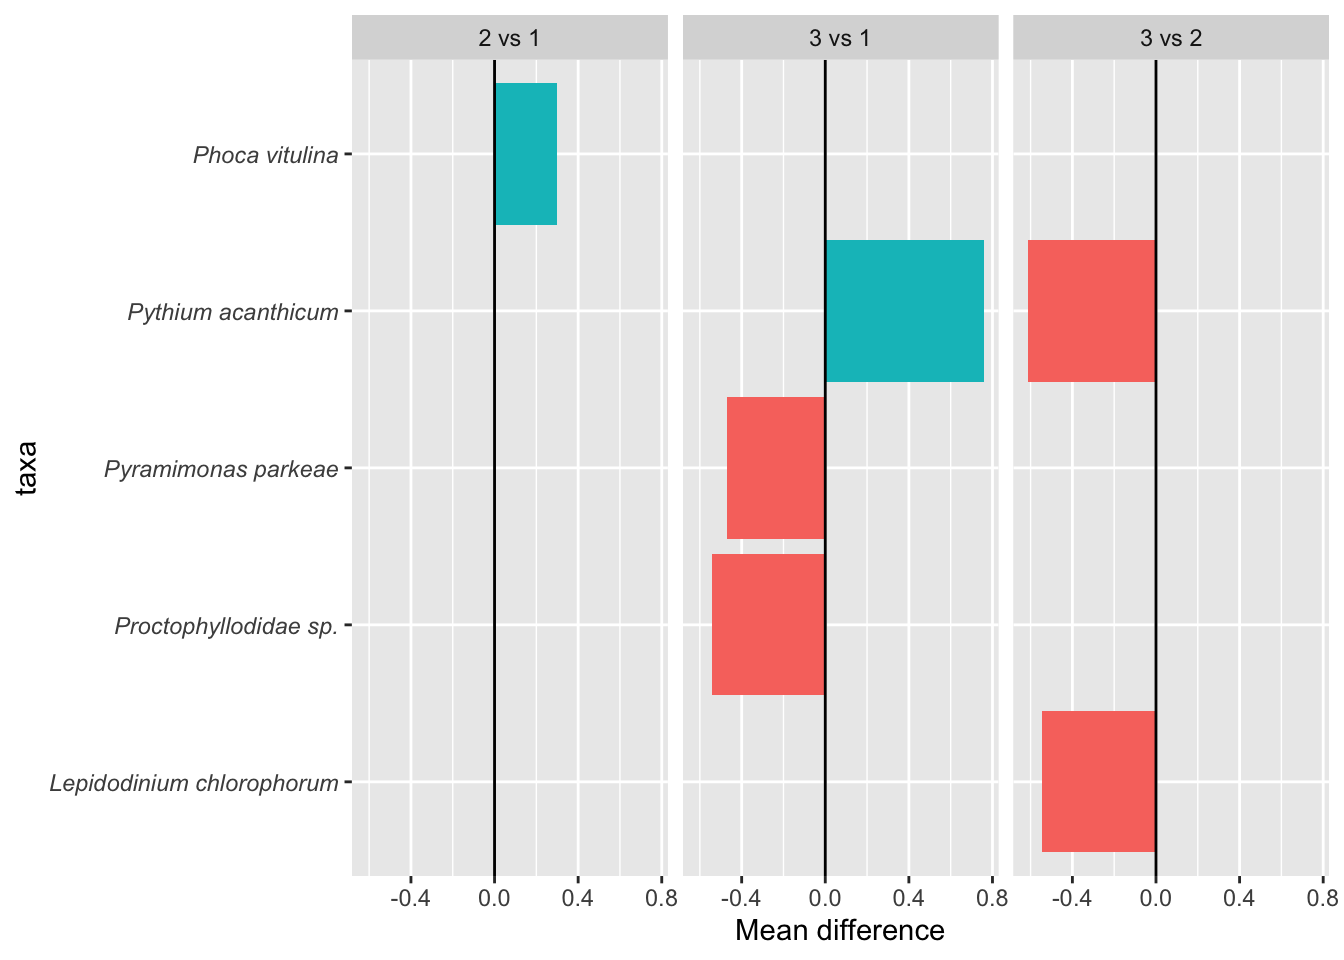 2 vs 1
3 vs 1
3 vs 2
taxa
Phoca vitulina
Pythium acanthicum
Pyramimonas parkeae
Proctophyllodidae sp.
Lepidodinium chlorophorum
-0.4 0.0 0.4 0.8
-0.4 0.0 0.4 0.8
-0.4 0.0 0.4 0.8
Mean difference